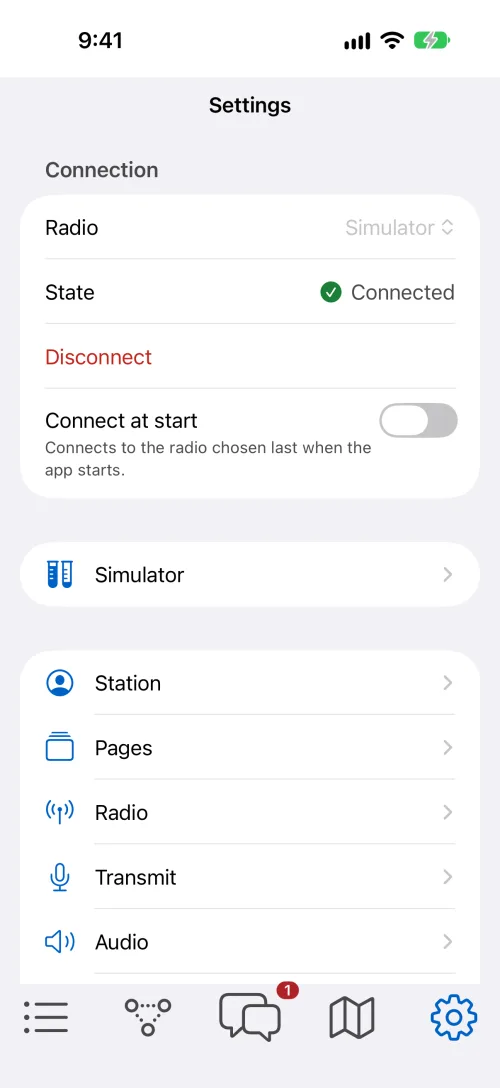 9:41
Settings
Connection
Radio
Simulator
State
Connected
Disconnect
Connect at start
Connects to the radio chosen last when the
app starts.
Simulator
Station
Pages
Radio
Transmit
Audio
1